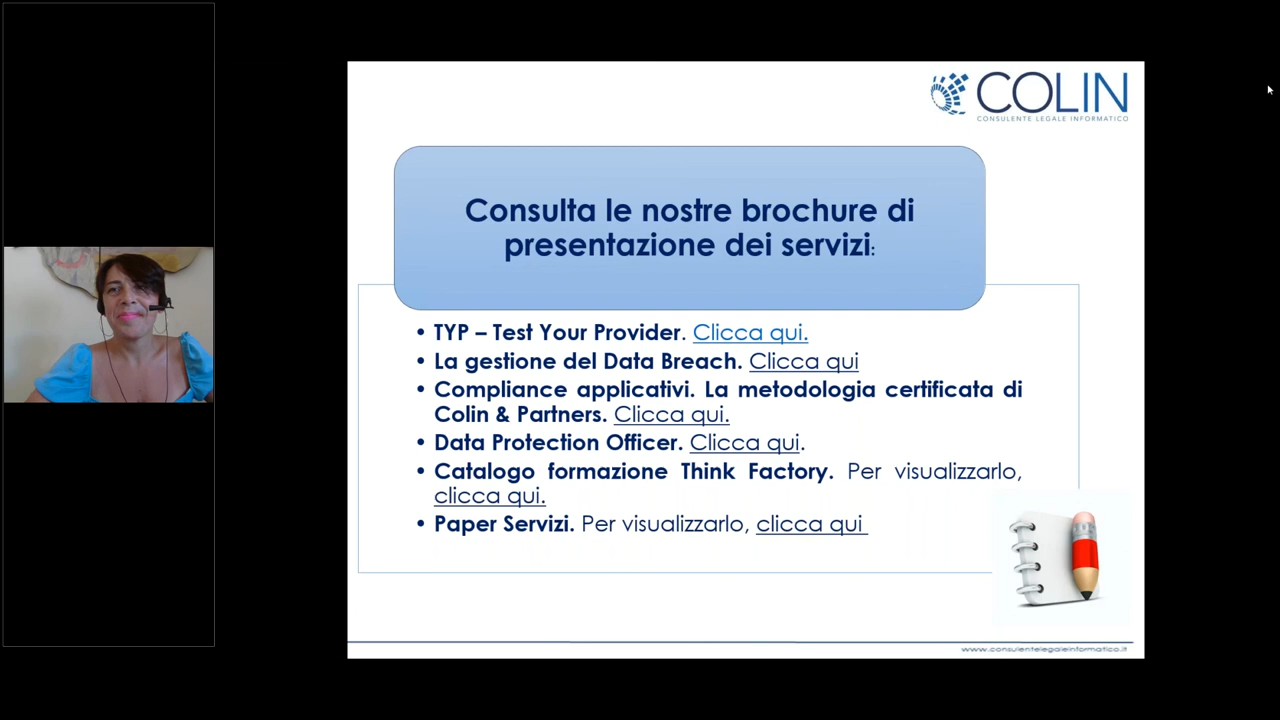 COLIN
CONSULENTE LEGALE INFORMATICO
Consulta le nostre brochure di
presentazione dei servizi:
• TYP – Test Your Provider. Clicca qui.
• La gestione del Data Breach. Clicca qui
• Compliance applicativi. La metodologia certificata di
Colin & Partners. Clicca qui.
• Data Protection Officer. Clicca qui.
• Catalogo formazione Think Factory. Per visualizzarlo,
clicca qui.
• Paper Servizi. Per visualizzarlo, clicca qui
www.consulentelegaleinformatico.it